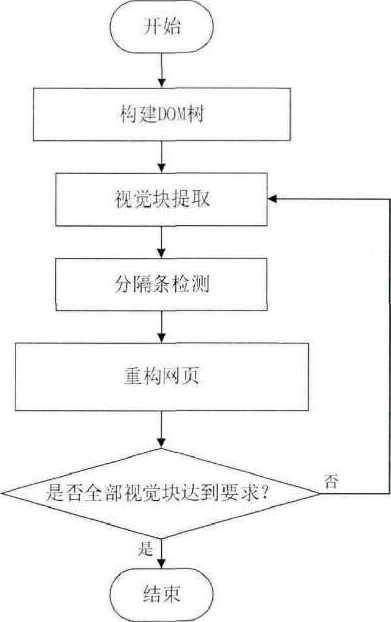 开始
构建DOM树
视觉块提取
分隔条检测
重构网页
是否全部视觉块达到要求？
否
是
结束